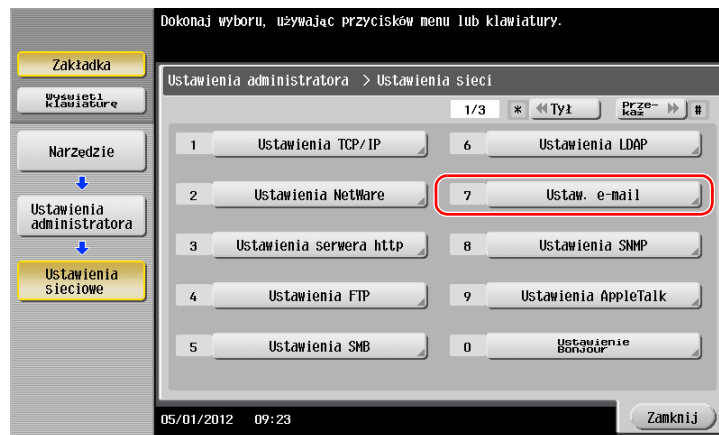 Dokonaj wyboru, używając przycisków menu lub klawiatury.
Zakładka
Wyświetl
klawiaturę
Narzędzie
Ustawienia
administratora
Ustawienia
sieciowe
Ustawienia administratora > Ustawienia sieci
1/3 * Tył Prze-
każ #
1 Ustawienia TCP/IP
2 Ustawienia NetWare
3 Ustawienia serwera http
4 Ustawienia FTP
5 Ustawienia SMB
6 Ustawienia LDAP
7 Ustaw. e-mail
8 Ustawienia SNMP
9 Ustawienia AppleTalk
0 Ustawienie
Bonjour
05/01/2012 09:23
Zamknij